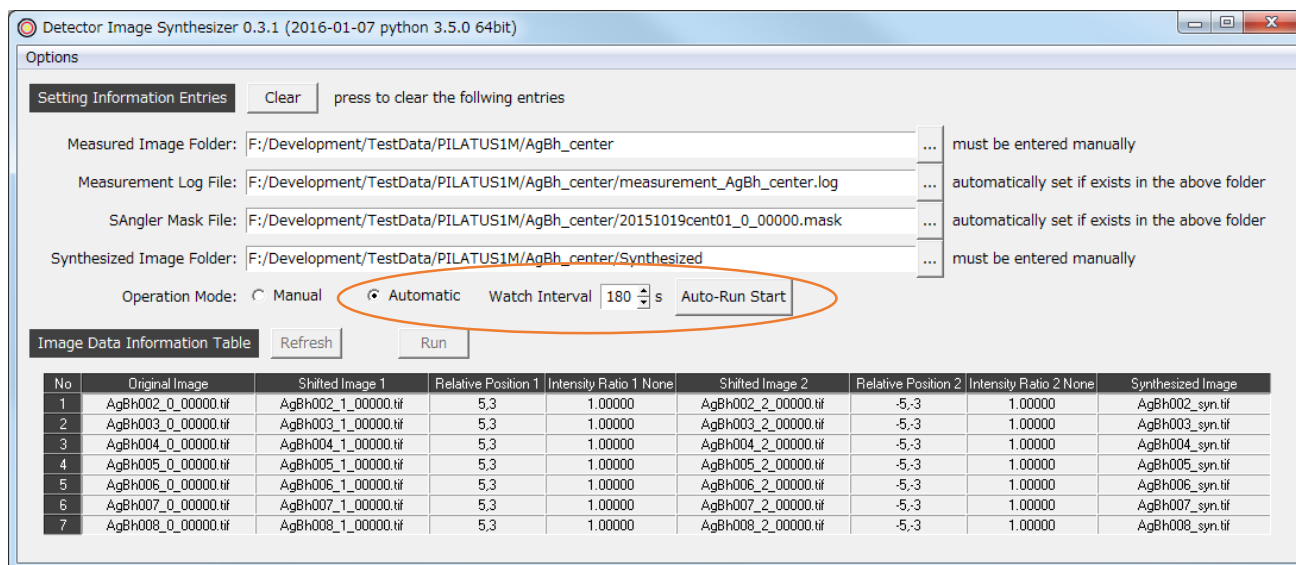 Detector Image Synthesizer 0.3.1 (2016-01-07 python 3.5.0 64bit)
Options
Setting Information Entries Clear press to clear the follwing entries
Measured Image Folder: F:/Development/TestData/PILATUS1M/AgBh_center ... must be entered manually
Measurement Log File: F:/Development/TestData/PILATUS1M/AgBh_center/measurement_AgBh_center.log ... automatically set if exists in the above folder
SAngler Mask File: F:/Development/TestData/PILATUS1M/AgBh_center/20151019cent01_0_00000.mask ... automatically set if exists in the above folder
Synthesized Image Folder: F:/Development/TestData/PILATUS1M/AgBh_center/Synthesized ... must be entered manually
Operation Mode: Manual Automatic Watch Interval 180 s Auto-Run Start
Image Data Information Table Refresh Run
No Original Image Shifted Image 1 Relative Position 1 Intensity Ratio 1 None Shifted Image 2 Relative Position 2 Intensity Ratio 2 None Synthesized Image
1 AgBh002_0_00000.tif AgBh002_1_00000.tif 5,3 1.00000 AgBh002_2_00000.tif -5,-3 1.00000 AgBh002_syn.tif
2 AgBh003_0_00000.tif AgBh003_1_00000.tif 5,3 1.00000 AgBh003_2_00000.tif -5,-3 1.00000 AgBh003_syn.tif
3 AgBh004_0_00000.tif AgBh004_1_00000.tif 5,3 1.00000 AgBh004_2_00000.tif -5,-3 1.00000 AgBh004_syn.tif
4 AgBh005_0_00000.tif AgBh005_1_00000.tif 5,3 1.00000 AgBh005_2_00000.tif -5,-3 1.00000 AgBh005_syn.tif
5 AgBh006_0_00000.tif AgBh006_1_00000.tif 5,3 1.00000 AgBh006_2_00000.tif -5,-3 1.00000 AgBh006_syn.tif
6 AgBh007_0_00000.tif AgBh007_1_00000.tif 5,3 1.00000 AgBh007_2_00000.tif -5,-3 1.00000 AgBh007_syn.tif
7 AgBh008_0_00000.tif AgBh008_1_00000.tif 5,3 1.00000 AgBh008_2_00000.tif -5,-3 1.00000 AgBh008_syn.tif